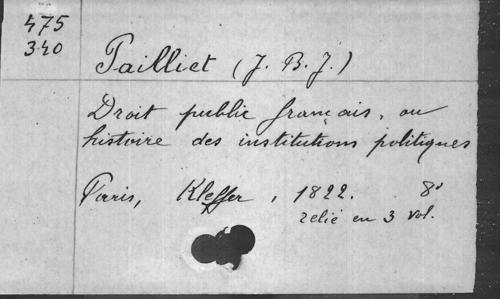 475
340
Pailliet (J. B. J.)
Droit public français, ou
histoire des institutions politiques
Paris, Kleffer, 1822. 8°
relié en 3 vol.